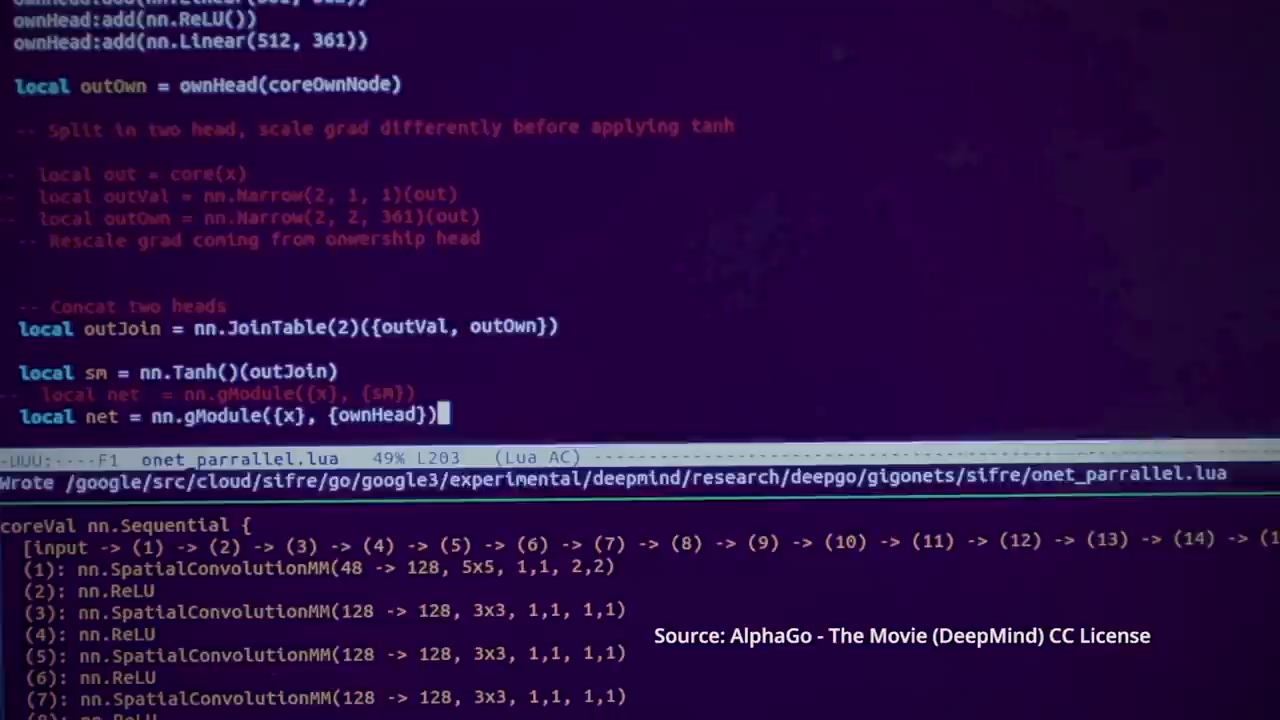 ownHead:add(nn.ReLU())
ownHead:add(nn.Linear(512, 361))
local outOwn = ownHead(coreOwnNode)
-- Split in two head, scale grad differently before applying tanh
-- local out = core(x)
-- local outVal = nn.Narrow(2, 1, 1)(out)
-- local outOwn = nn.Narrow(2, 2, 361)(out)
-- Rescale grad coming from onwership head
-- Concat two heads
local outJoin = nn.JoinTable(2)({outVal, outOwn})
local sm = nn.Tanh()(outJoin)
-- local net = nn.gModule({x}, {sm})
local net = nn.gModule({x}, {ownHead})
-UUU:----F1 onet_parrallel.lua 49% L203 (Lua AC) --------------------
Wrote /google/src/cloud/sifre/go/google3/experimental/deepmind/research/deepgo/gigonets/sifre/onet_parrallel.lua
coreVal nn.Sequential {
[input -> (1) -> (2) -> (3) -> (4) -> (5) -> (6) -> (7) -> (8) -> (9) -> (10) -> (11) -> (12) -> (13) -> (14) -> (1
(1): nn.SpatialConvolutionMM(48 -> 128, 5x5, 1,1, 2,2)
(2): nn.ReLU
(3): nn.SpatialConvolutionMM(128 -> 128, 3x3, 1,1, 1,1)
(4): nn.ReLU
(5): nn.SpatialConvolutionMM(128 -> 128, 3x3, 1,1, 1,1)
(6): nn.ReLU
(7): nn.SpatialConvolutionMM(128 -> 128, 3x3, 1,1, 1,1)
Source: AlphaGo - The Movie (DeepMind) CC License